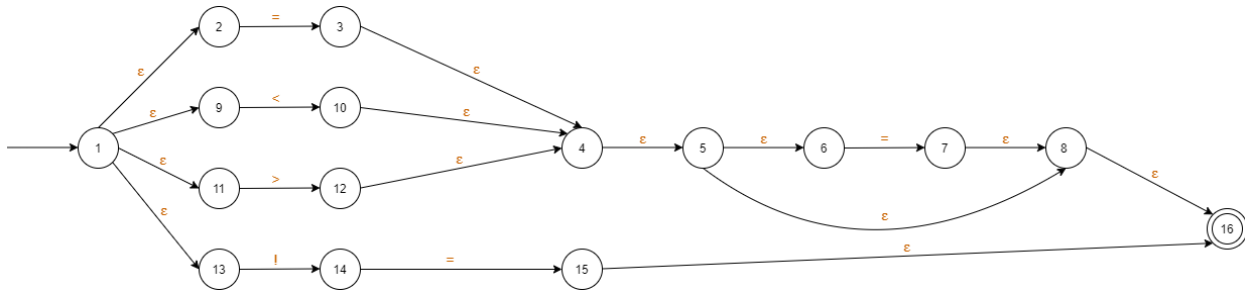 2 = 3
ε ε
9 < 10
ε ε
1 4 ε 5 ε 6 = 7 ε 8
ε ε ε
11 > 12
ε ε
16
13 ! 14 = 15 ε